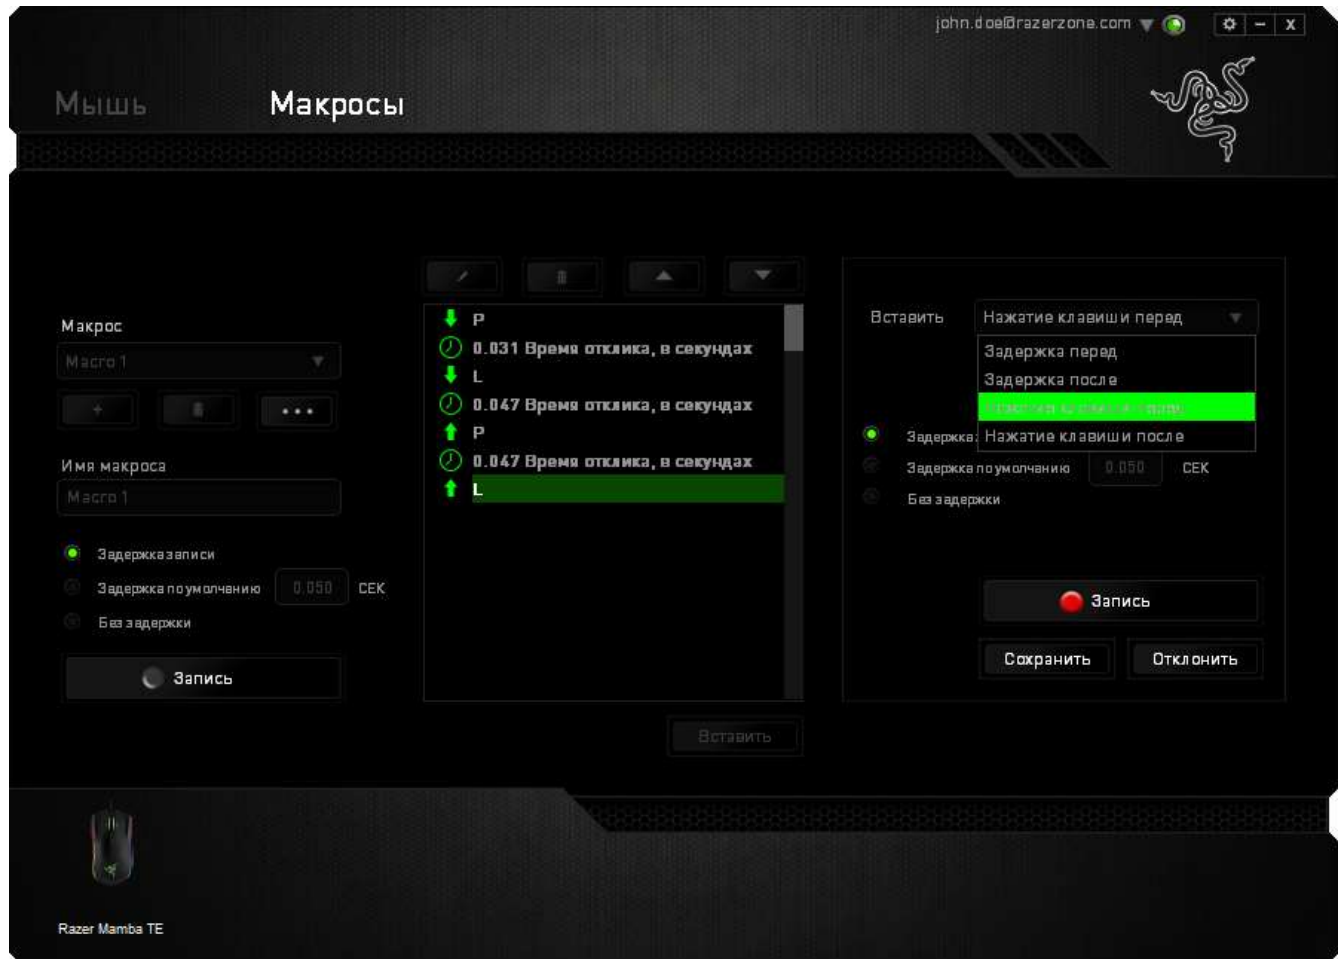 john.doe@razerzone.com
X
Мышь
Макросы
Макрос
Macro 1
Имя макроса
Macro 1
Задержка записи
Задержка по умолчанию 0.050 СЕК
Без задержки
Запись
P
0.031 Время отклика, в секундах
L
0.047 Время отклика, в секундах
P
0.047 Время отклика, в секундах
L
Вставить
Вставить Нажатие клавиши перед
Задержка перед
Задержка после
Нажатие клавиши после
Задержка
Задержка по умолчанию 0.050 СЕК
Без задержки
Запись
Сохранить
Отклонить
Razer Mamba TE